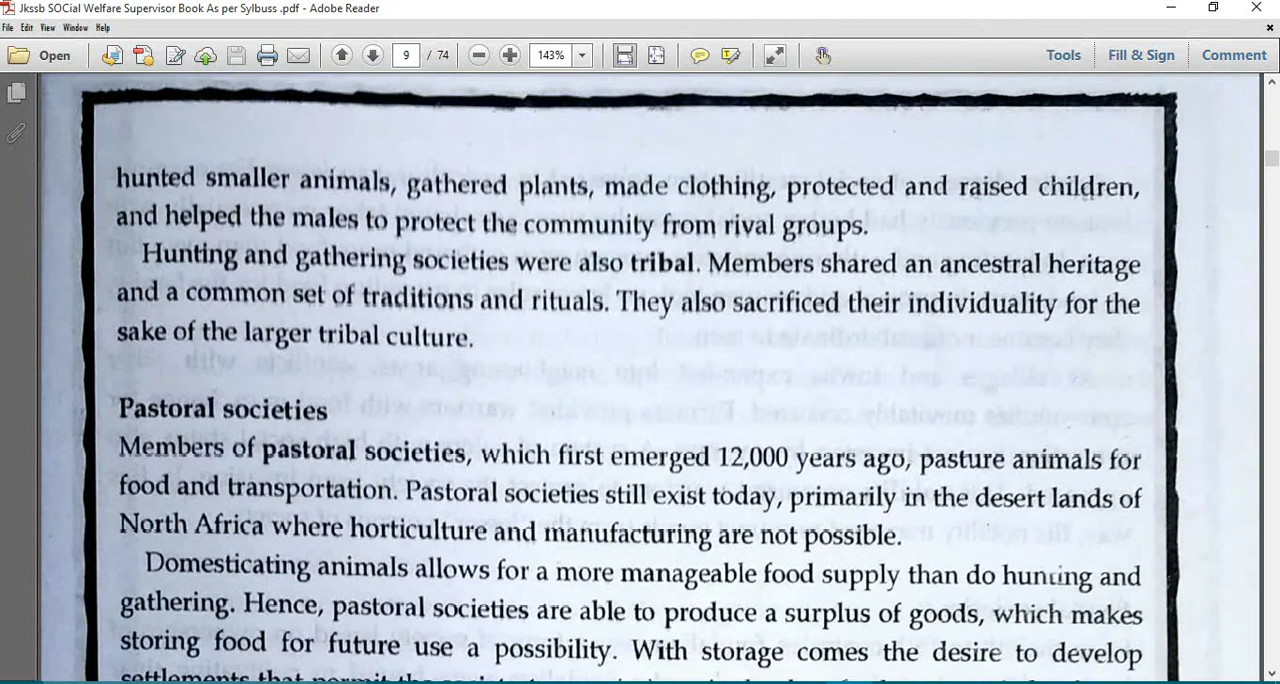 Jkssb SOCial Welfare Supervisor Book As per Sylbuss .pdf - Adobe Reader
File Edit View Window Help
Open 9 / 74 143% Tools Fill & Sign Comment
hunted smaller animals, gathered plants, made clothing, protected and raised children,
and helped the males to protect the community from rival groups.
Hunting and gathering societies were also tribal. Members shared an ancestral heritage
and a common set of traditions and rituals. They also sacrificed their individuality for the
sake of the larger tribal culture.
Pastoral societies
Members of pastoral societies, which first emerged 12,000 years ago, pasture animals for
food and transportation. Pastoral societies still exist today, primarily in the desert lands of
North Africa where horticulture and manufacturing are not possible.
Domesticating animals allows for a more manageable food supply than do hunting and
gathering. Hence, pastoral societies are able to produce a surplus of goods, which makes
storing food for future use a possibility. With storage comes the desire to develop
settlements that permit